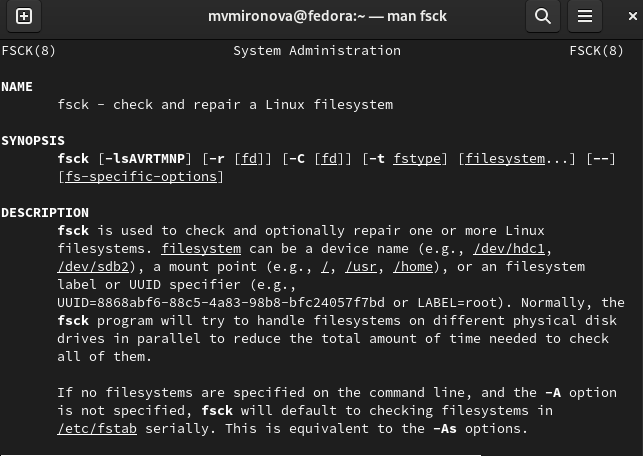 mvmironova@fedora:~ — man fsck
FSCK(8) System Administration FSCK(8)
NAME
fsck - check and repair a Linux filesystem
SYNOPSIS
fsck [-lsAVRTMNP] [-r [fd]] [-C [fd]] [-t fstype] [filesystem...] [--]
[fs-specific-options]
DESCRIPTION
fsck is used to check and optionally repair one or more Linux
filesystems. filesystem can be a device name (e.g., /dev/hdc1,
/dev/sdb2), a mount point (e.g., /, /usr, /home), or an filesystem
label or UUID specifier (e.g.,
UUID=8868abf6-88c5-4a83-98b8-bfc24057f7bd or LABEL=root). Normally, the
fsck program will try to handle filesystems on different physical disk
drives in parallel to reduce the total amount of time needed to check
all of them.
If no filesystems are specified on the command line, and the -A option
is not specified, fsck will default to checking filesystems in
/etc/fstab serially. This is equivalent to the -As options.